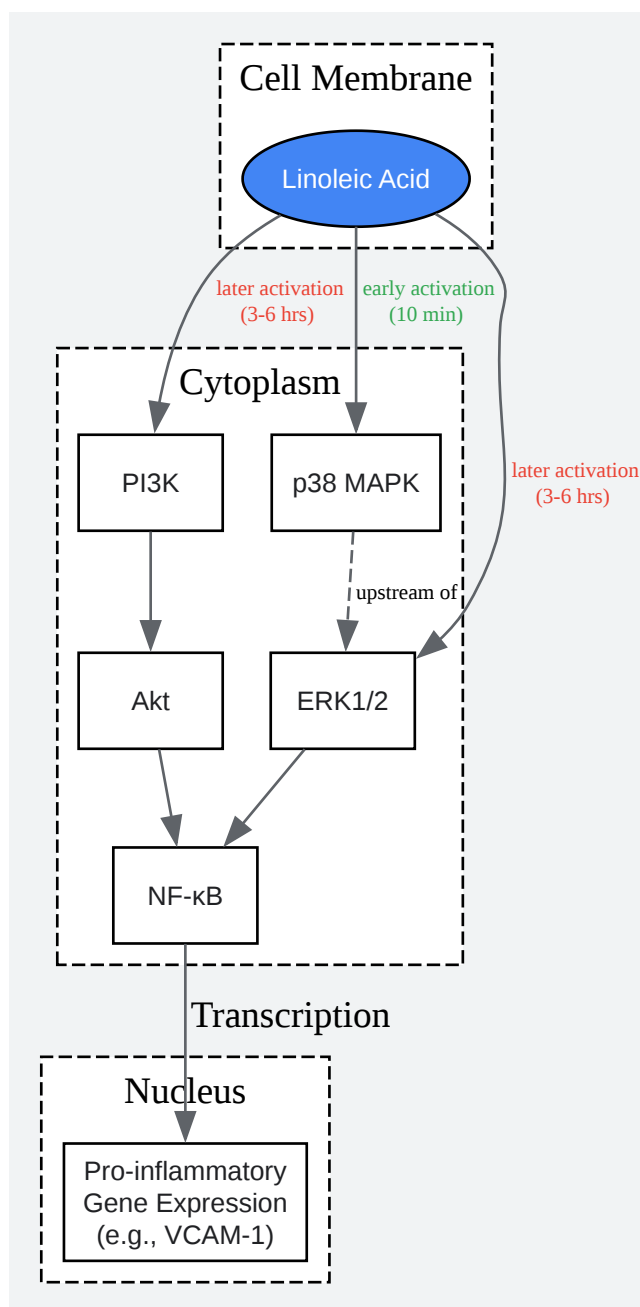 Cell Membrane
Linoleic Acid
later activation
(3-6 hrs)
early activation
(10 min)
Cytoplasm
PI3K
p38 MAPK
later activation
(3-6 hrs)
upstream of
Akt
ERK1/2
NF-κB
Transcription
Nucleus
Pro-inflammatory
Gene Expression
(e.g., VCAM-1)